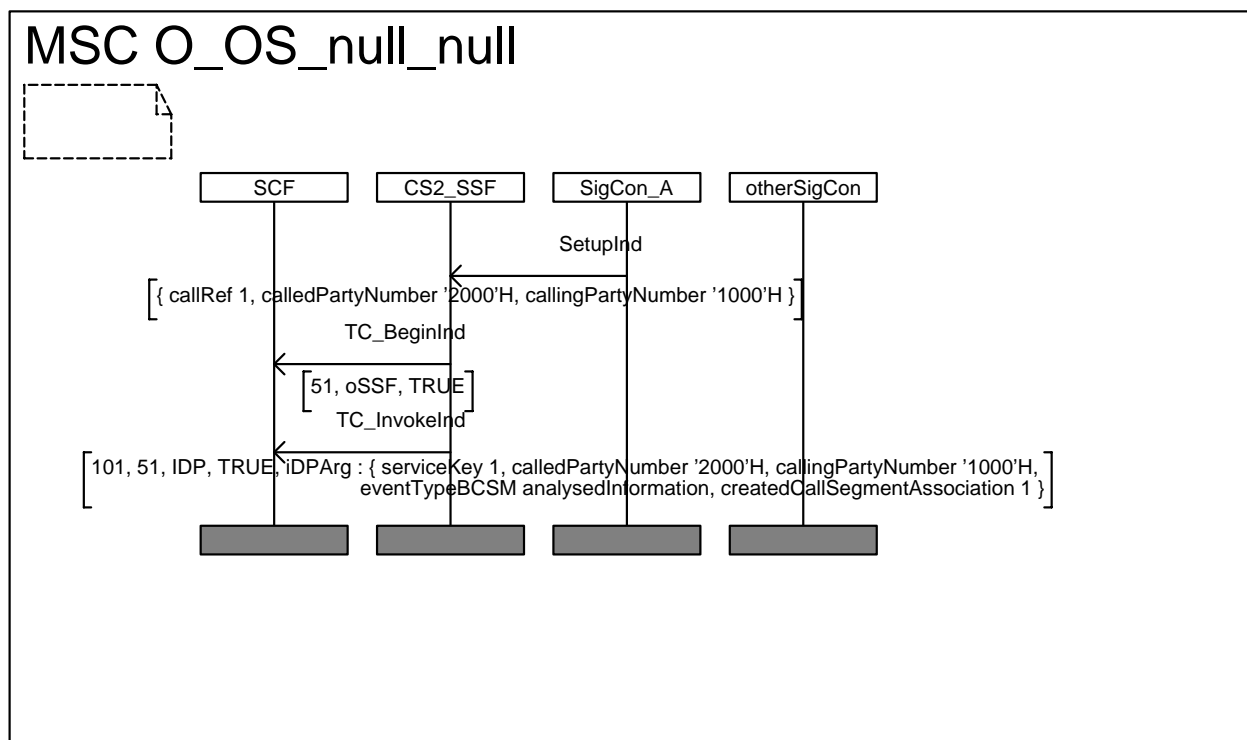 MSC O_OS_null_null
SCF
CS2_SSF
SigCon_A
otherSigCon
SetupInd
{ callRef 1, calledPartyNumber '2000’H, callingPartyNumber '1000’H }
TC_BeginInd
51, oSSF, TRUE
TC_InvokeInd
101, 51, IDP, TRUE, iDPArg : { serviceKey 1, calledPartyNumber '2000’H, callingPartyNumber '1000’H,
eventTypeBCSM analysedInformation, createdCallSegmentAssociation 1 }